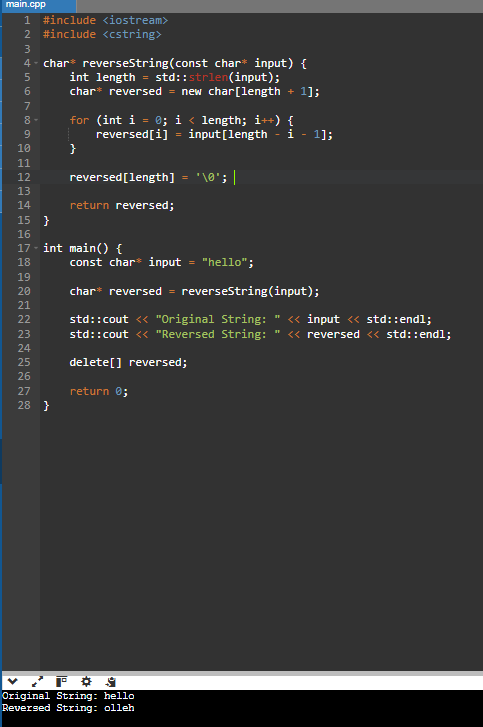 main.cpp
1 #include <iostream>
2 #include <cstring>
3
4 char* reverseString(const char* input) {
5     int length = std::strlen(input);
6     char* reversed = new char[length + 1];
7
8     for (int i = 0; i < length; i++) {
9         reversed[i] = input[length - i - 1];
10     }
11
12     reversed[length] = '\0';
13
14     return reversed;
15 }
16
17 int main() {
18     const char* input = "hello";
19
20     char* reversed = reverseString(input);
21
22     std::cout << "Original String: " << input << std::endl;
23     std::cout << "Reversed String: " << reversed << std::endl;
24
25     delete[] reversed;
26
27     return 0;
28 }
Original String: hello
Reversed String: olleh